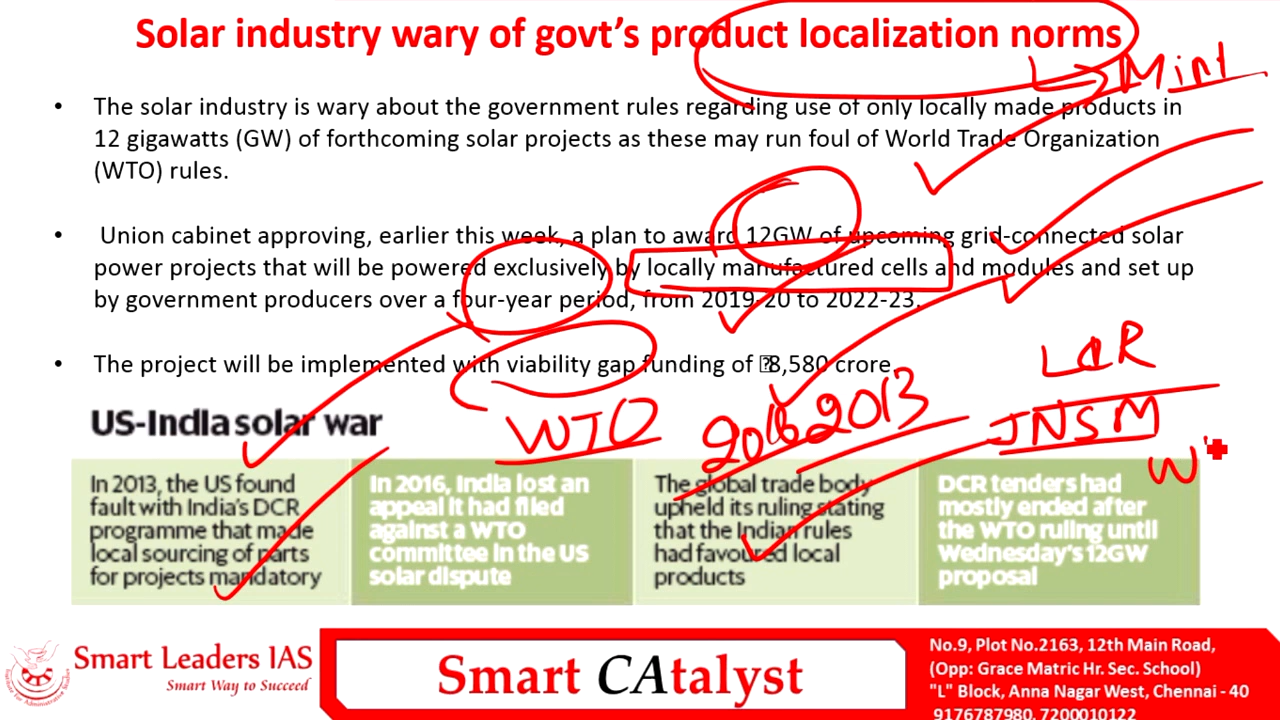 Solar industry wary of govt's product localization norms
Mint
• The solar industry is wary about the government rules regarding use of only locally made products in
12 gigawatts (GW) of forthcoming solar projects as these may run foul of World Trade Organization
(WTO) rules.
• Union cabinet approving, earlier this week, a plan to award 12GW of upcoming grid-connected solar
power projects that will be powered exclusively by locally manufactured cells and modules and set up
by government producers over a four-year period, from 2019-20 to 2022-23.
• The project will be implemented with viability gap funding of 8,580 crore.
WTO
2016 2013
JNSM
W
US-India solar war
In 2013, the US found
fault with India's DCR
programme that made
local sourcing of parts
for projects mandatory
In 2016, India lost an
appeal it had filed
against a WTO
committee in the US
solar dispute
The global trade body
upheld its ruling stating
that the Indian rules
had favoured local
products
DCR tenders had
mostly ended after
the WTO ruling until
Wednesday's 12GW
proposal
Smart Leaders IAS
Smart Way to Succeed
Smart CAtalyst
No.9, Plot No.2163, 12th Main Road,
(Opp: Grace Matric Hr. Sec. School)
"L" Block, Anna Nagar West, Chennai - 40
9176787980, 7200010122